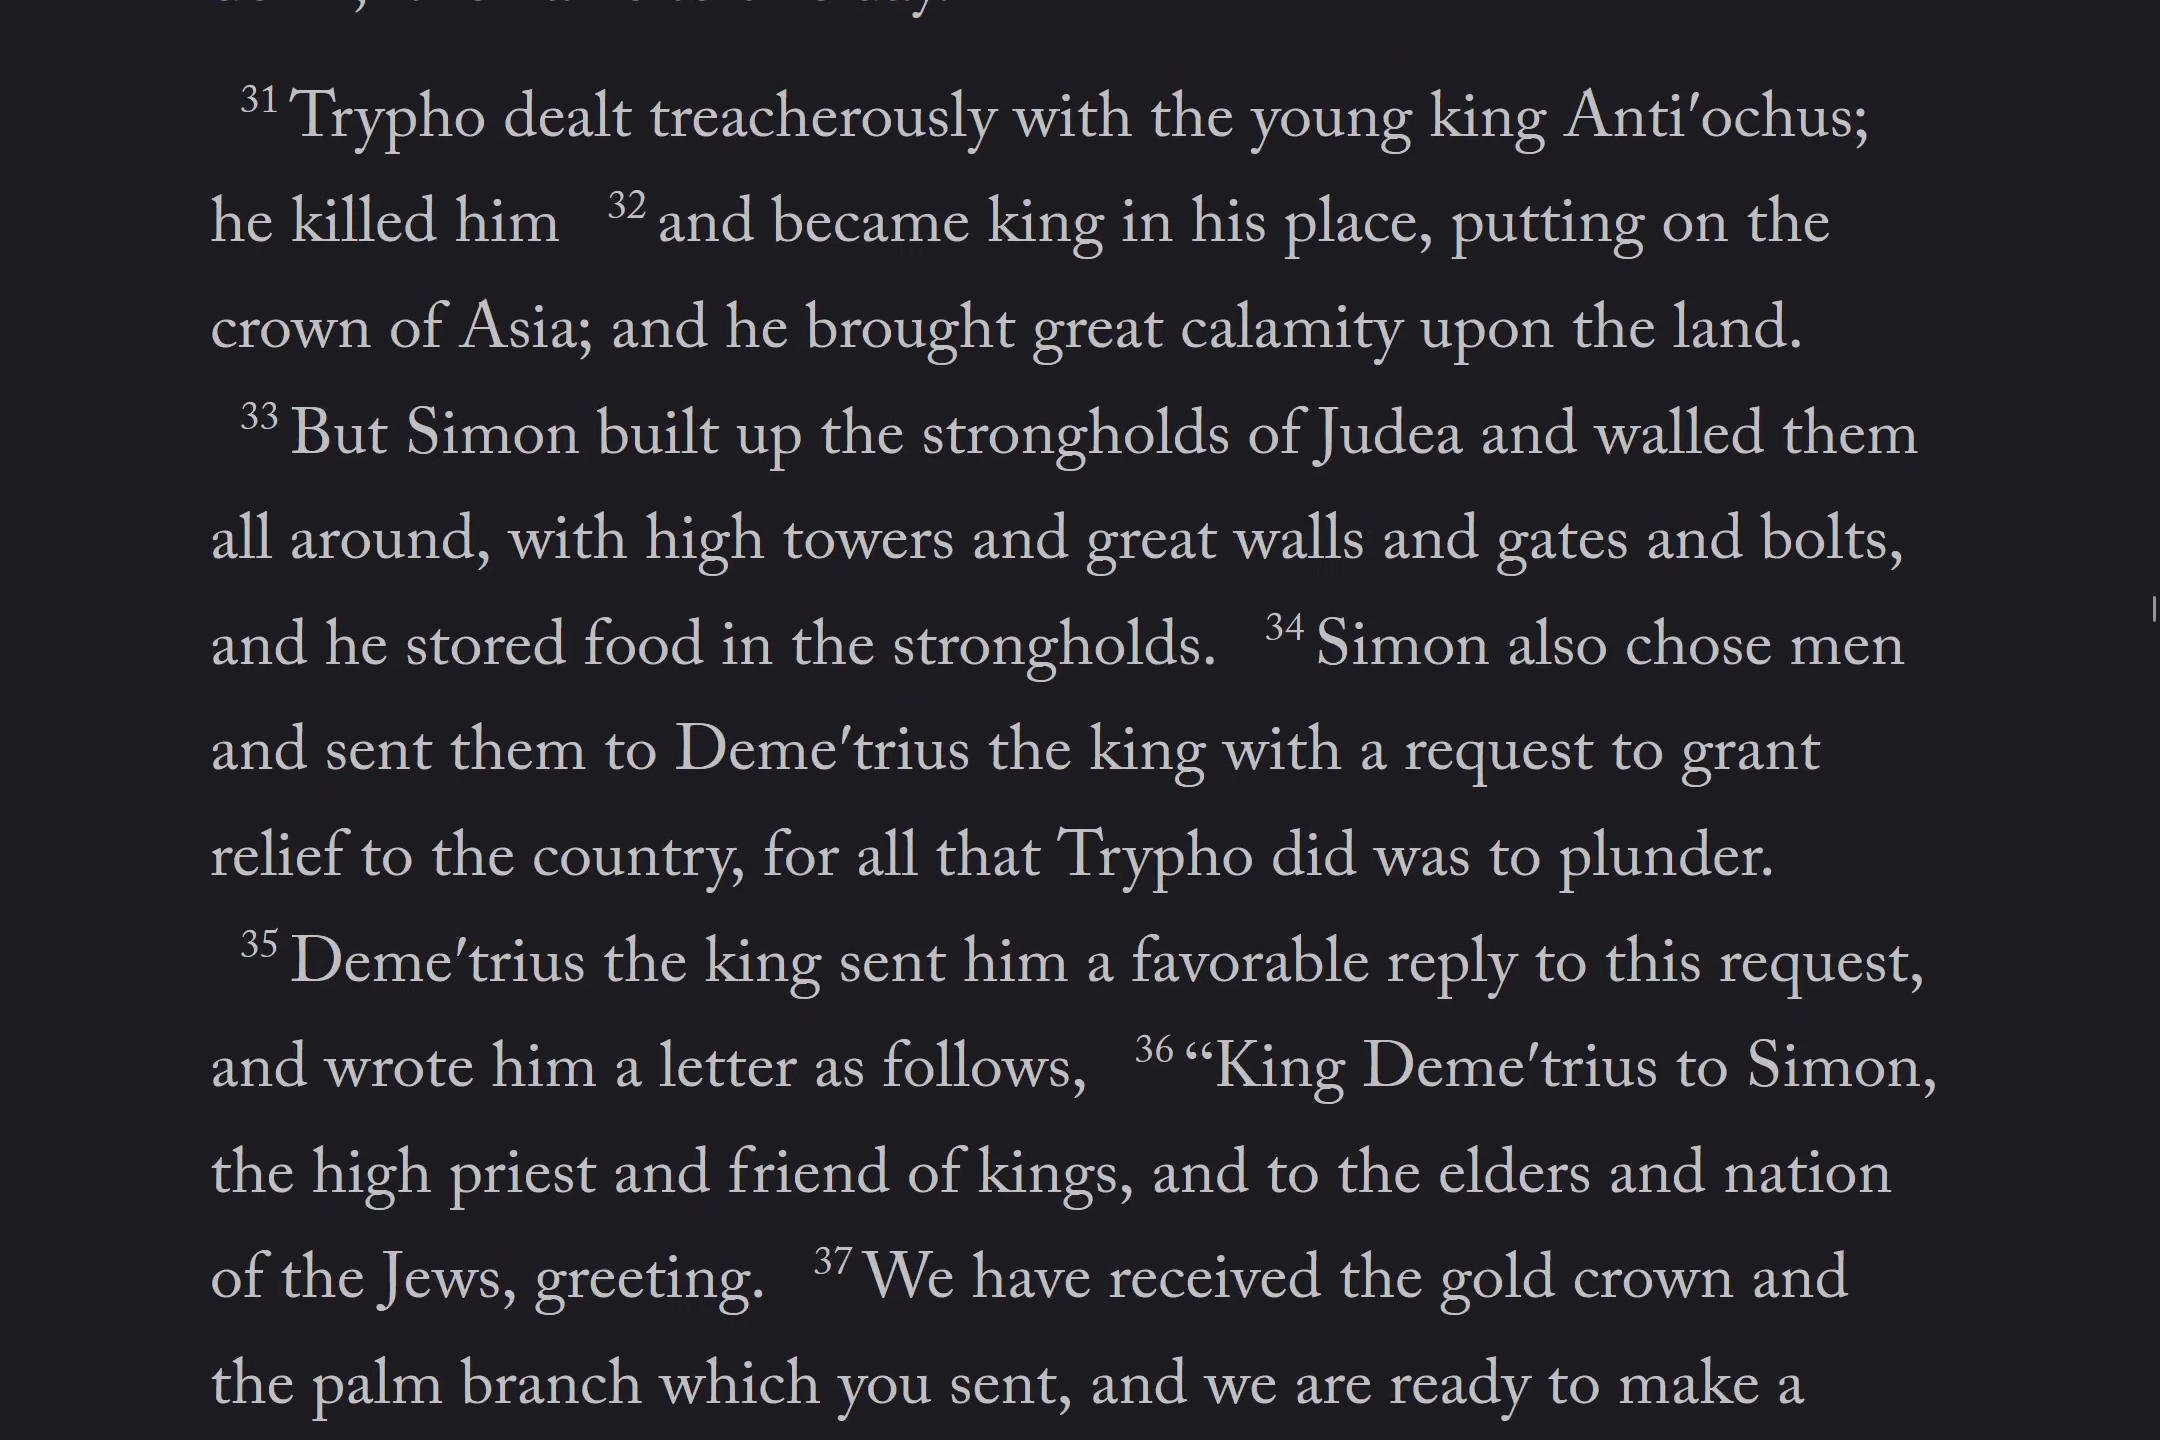 31 Trypho dealt treacherously with the young king Anti′ochus;
he killed him 32 and became king in his place, putting on the
crown of Asia; and he brought great calamity upon the land.
33 But Simon built up the strongholds of Judea and walled them
all around, with high towers and great walls and gates and bolts,
and he stored food in the strongholds. 34 Simon also chose men
and sent them to Deme′trius the king with a request to grant
relief to the country, for all that Trypho did was to plunder.
35 Deme′trius the king sent him a favorable reply to this request,
and wrote him a letter as follows, 36 “King Deme′trius to Simon,
the high priest and friend of kings, and to the elders and nation
of the Jews, greeting. 37 We have received the gold crown and
the palm branch which you sent, and we are ready to make a